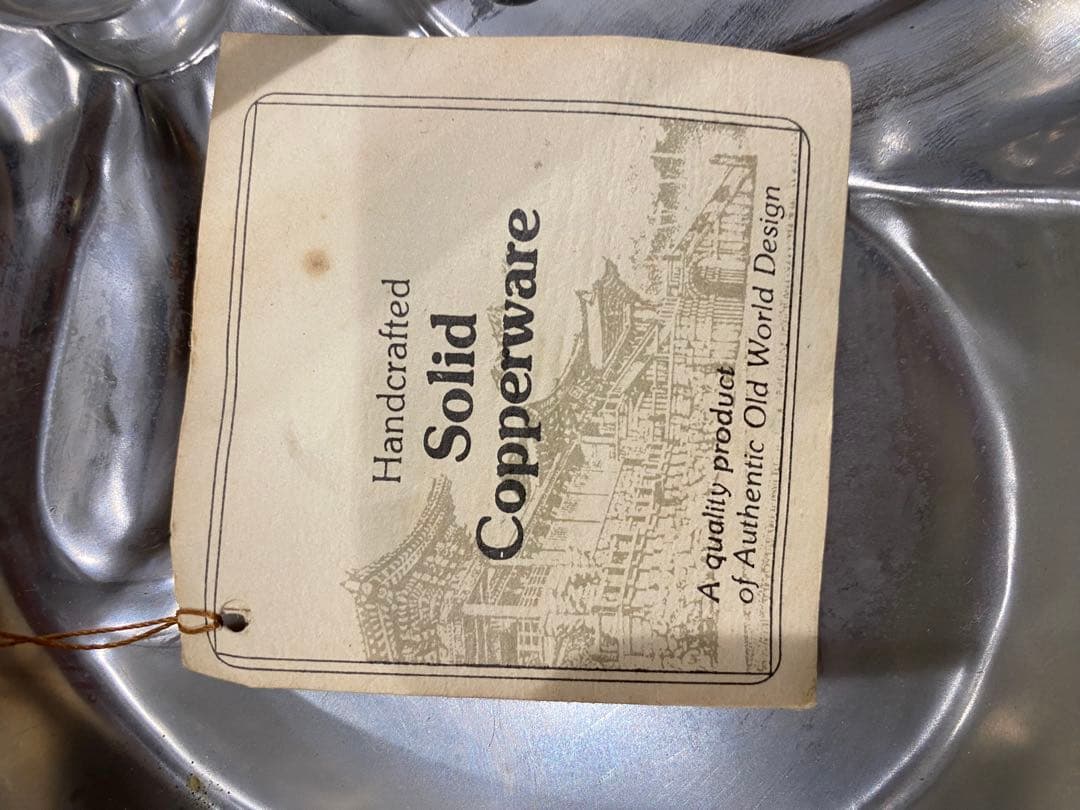 Handcrafted
Solid
Copperware
A quality product
of Authentic Old World Design